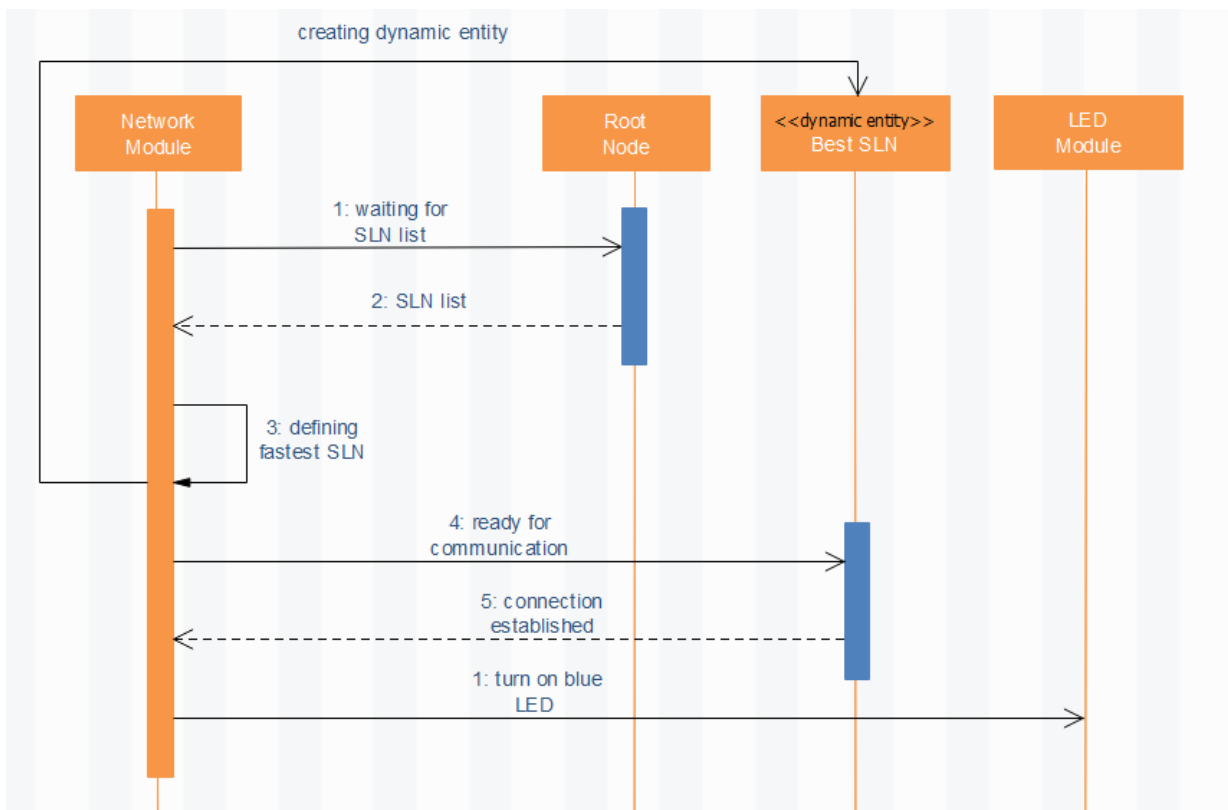 creating dynamic entity
Network
Module
Root
Node
<<dynamic entity>>
Best SLN
LED
Module
1: waiting for
SLN list
2: SLN list
3: defining
fastest SLN
4: ready for
communication
5: connection
established
1: turn on blue
LED